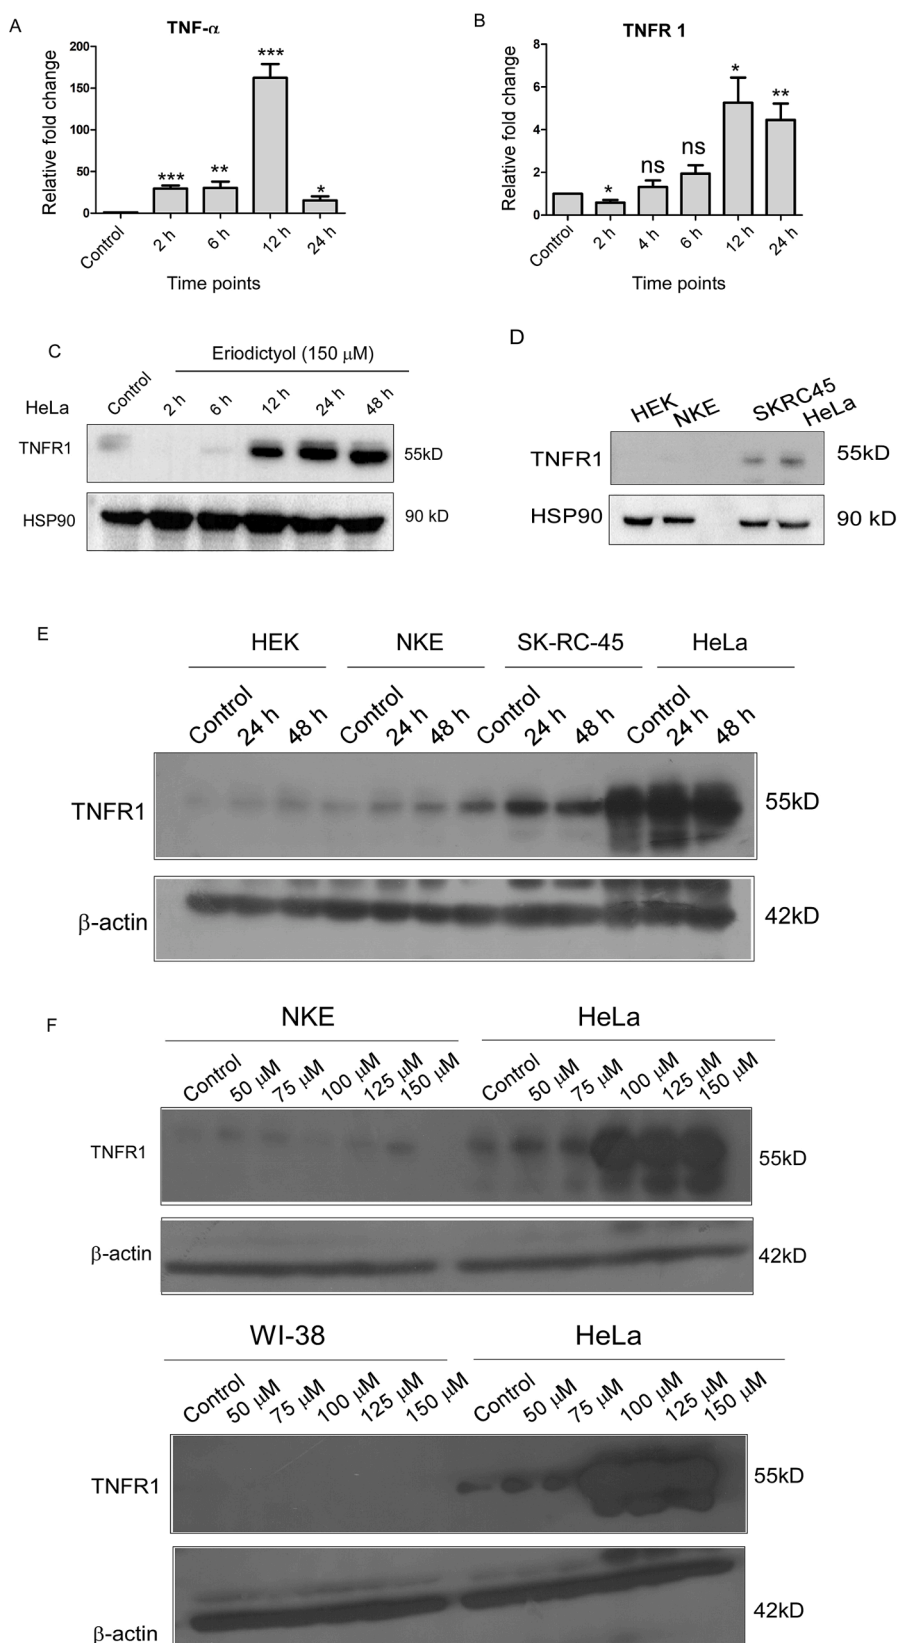 A
TNF-α
Relative fold change
200
150
100
50
0
***
**
***
*
Control
2 h
6 h
12 h
24 h
Time points
B
TNFR 1
Relative fold change
8
6
4
2
0
*
ns
ns
*
**
Control
2 h
4 h
6 h
12 h
24 h
Time points
C
Eriodictyol (150 µM)
HeLa
Control
2 h
6 h
12 h
24 h
48 h
TNFR1
55kD
HSP90
90 kD
D
HEK
NKE
SKRC45
HeLa
TNFR1
55kD
HSP90
90 kD
E
HEK
NKE
SK-RC-45
HeLa
Control
24 h
48 h
Control
24 h
48 h
Control
24 h
48 h
Control
24 h
48 h
TNFR1
55kD
β-actin
42kD
F
NKE
HeLa
Control
50 µM
75 µM
100 µM
125 µM
150 µM
Control
50 µM
75 µM
100 µM
125 µM
150 µM
TNFR1
55kD
β-actin
42kD
WI-38
HeLa
Control
50 µM
75 µM
100 µM
125 µM
150 µM
Control
50 µM
75 µM
100 µM
125 µM
150 µM
TNFR1
55kD
42kD
β-actin